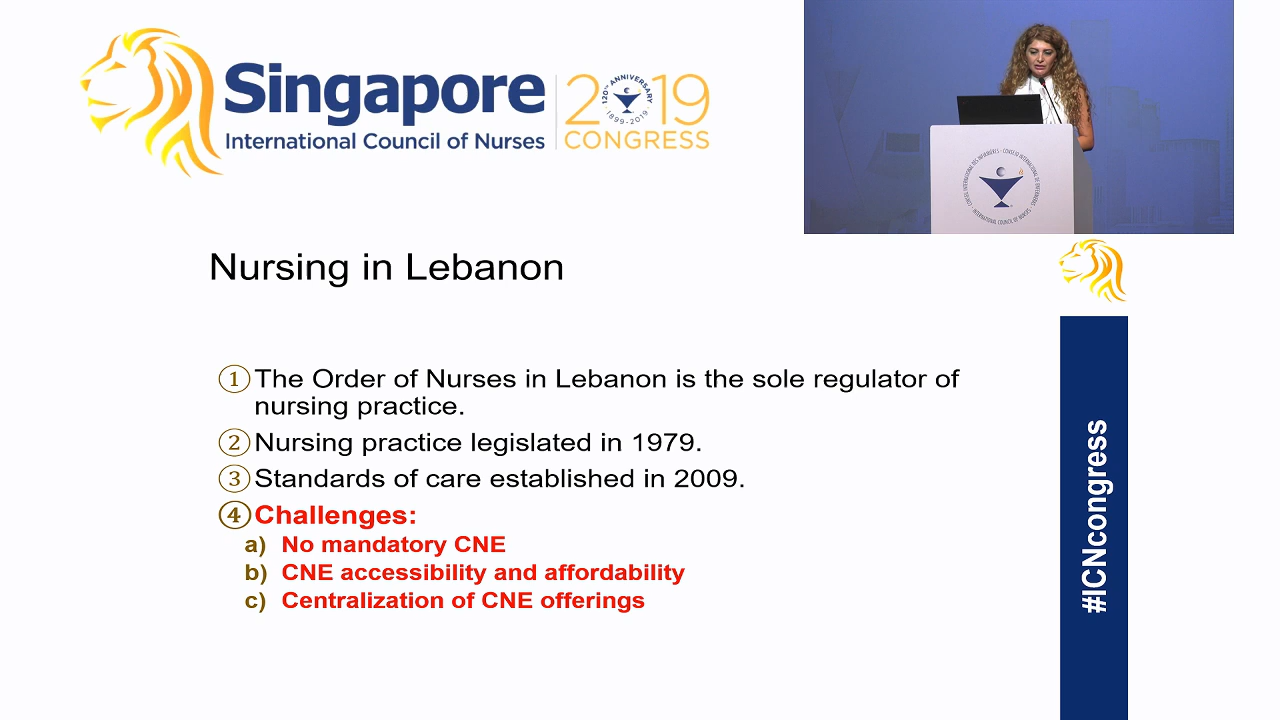 Singapore
International Council of Nurses
2019
CONGRESS
120TH ANNIVERSARY
1899-2019
Nursing in Lebanon
① The Order of Nurses in Lebanon is the sole regulator of
nursing practice.
② Nursing practice legislated in 1979.
③ Standards of care established in 2009.
④ Challenges:
a) No mandatory CNE
b) CNE accessibility and affordability
c) Centralization of CNE offerings
#ICNcongress